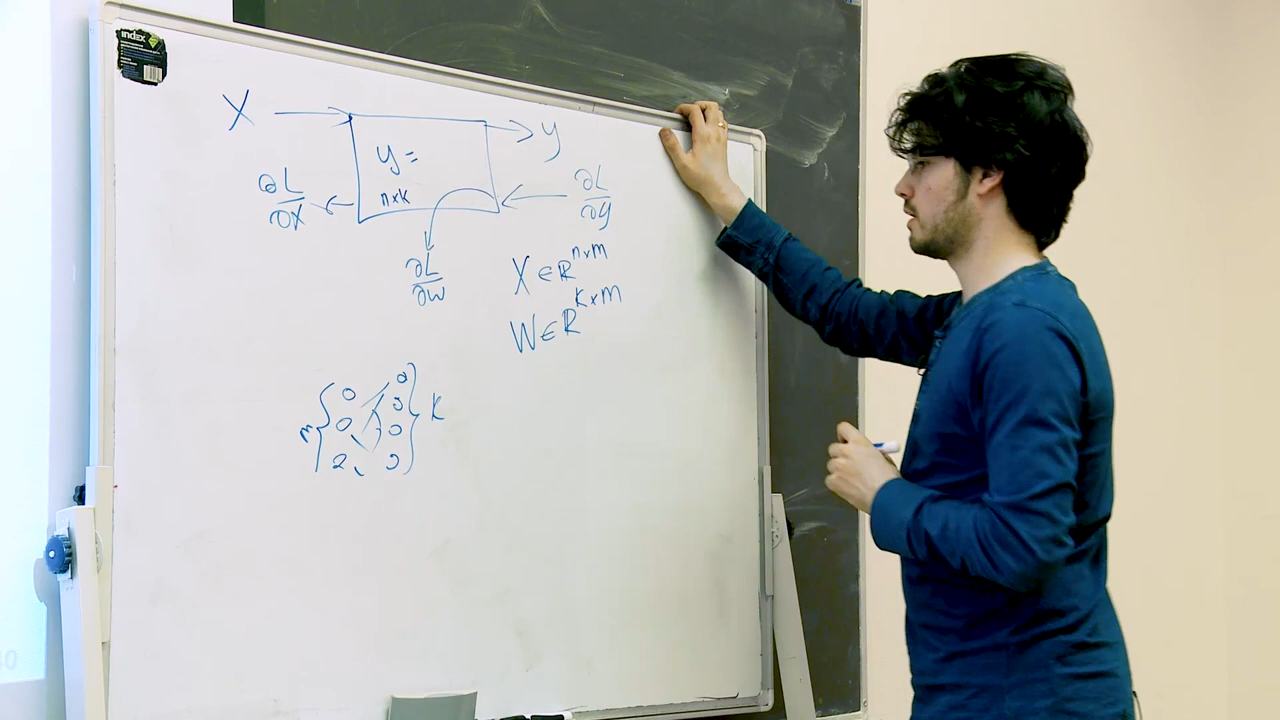 index
X → → y
y =
n×k
∂L/∂X ← ← ∂L/∂y
∂L/∂w
X ∈ ℝ^{n×m}
W ∈ ℝ^{K×M}
K